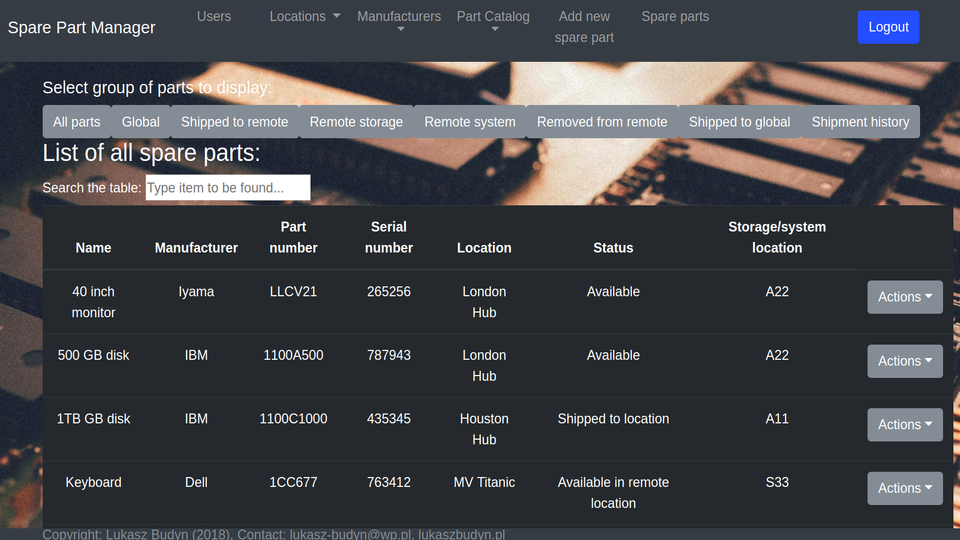 Spare Part Manager Users Locations Manufacturers Part Catalog Add new spare part Spare parts Logout
Select group of parts to display:
All parts Global Shipped to remote Remote storage Remote system Removed from remote Shipped to global Shipment history
List of all spare parts:
Search the table: Type item to be found...
Name Manufacturer Part number Serial number Location Status Storage/system location
40 inch monitor Iyama LLCV21 265256 London Hub Available A22 Actions
500 GB disk IBM 1100A500 787943 London Hub Available A22 Actions
1TB GB disk IBM 1100C1000 435345 Houston Hub Shipped to location A11 Actions
Keyboard Dell 1CC677 763412 MV Titanic Available in remote location S33 Actions
Copyright: Lukasz Budyn (2018), Contact: lukasz-budyn@wp.pl, lukaszbudyn.pl